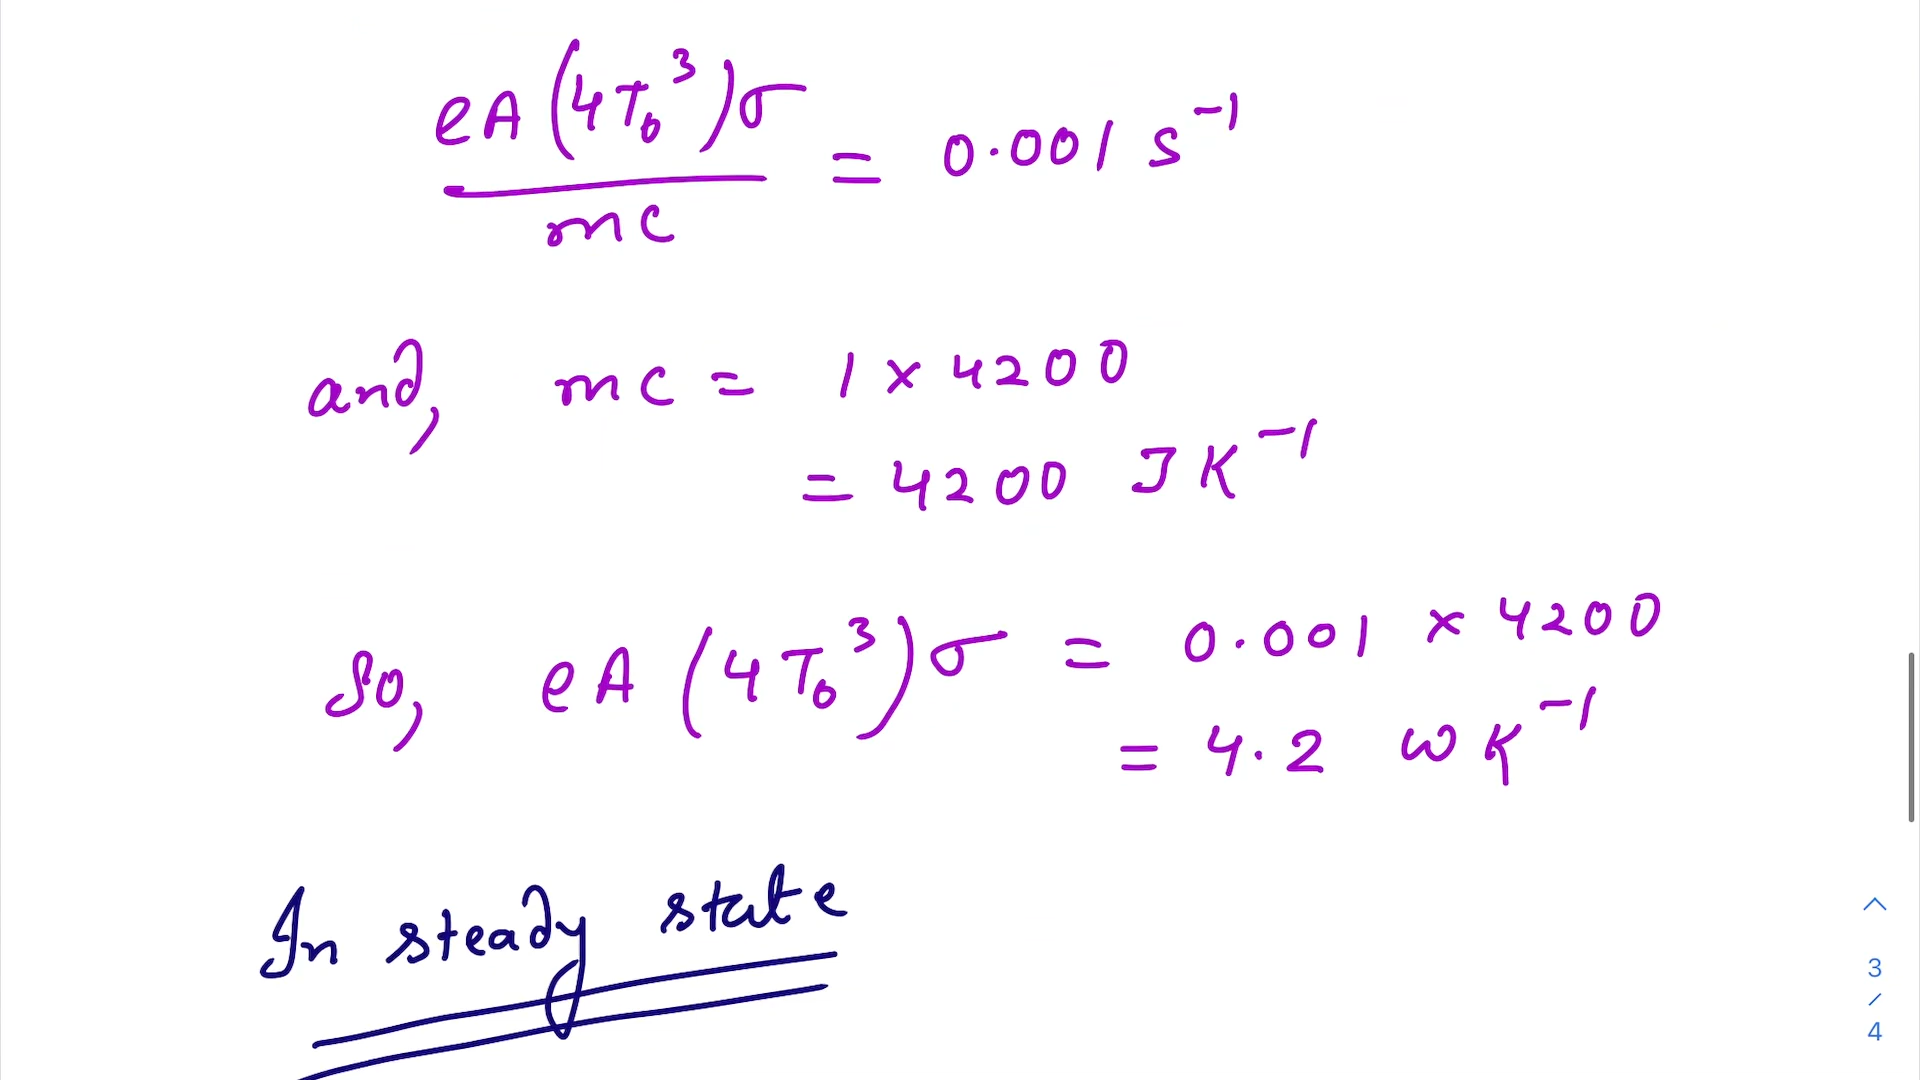 eA(4T₀³)σ / mc = 0.001 s⁻¹
and, mc = 1 × 4200
= 4200 J K⁻¹
So, eA (4T₀³)σ = 0.001 × 4200
= 4.2 W K⁻¹
In steady state
3
/
4